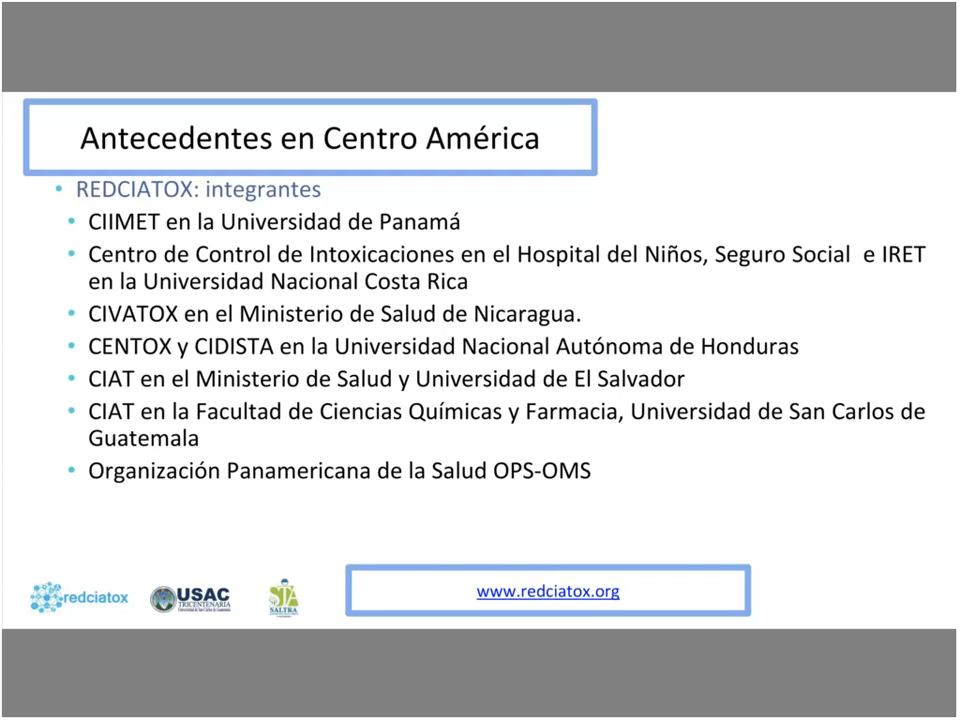 Antecedentes en Centro América
• REDCIATOX: integrantes
• CIIMET en la Universidad de Panamá
• Centro de Control de Intoxicaciones en el Hospital del Niños, Seguro Social e IRET
en la Universidad Nacional Costa Rica
• CIVATOX en el Ministerio de Salud de Nicaragua.
• CENTOX y CIDISTA en la Universidad Nacional Autónoma de Honduras
• CIAT en el Ministerio de Salud y Universidad de El Salvador
• CIAT en la Facultad de Ciencias Químicas y Farmacia, Universidad de San Carlos de
Guatemala
• Organización Panamericana de la Salud OPS-OMS
redciatox
USAC
TRICENTENARIA
Universidad de San Carlos de Guatemala
SALTRA
www.redciatox.org